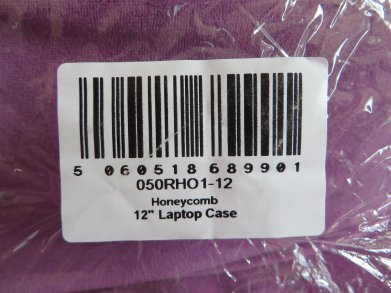 5 060518 689901
050RHO1-12
Honeycomb
12" Laptop Case